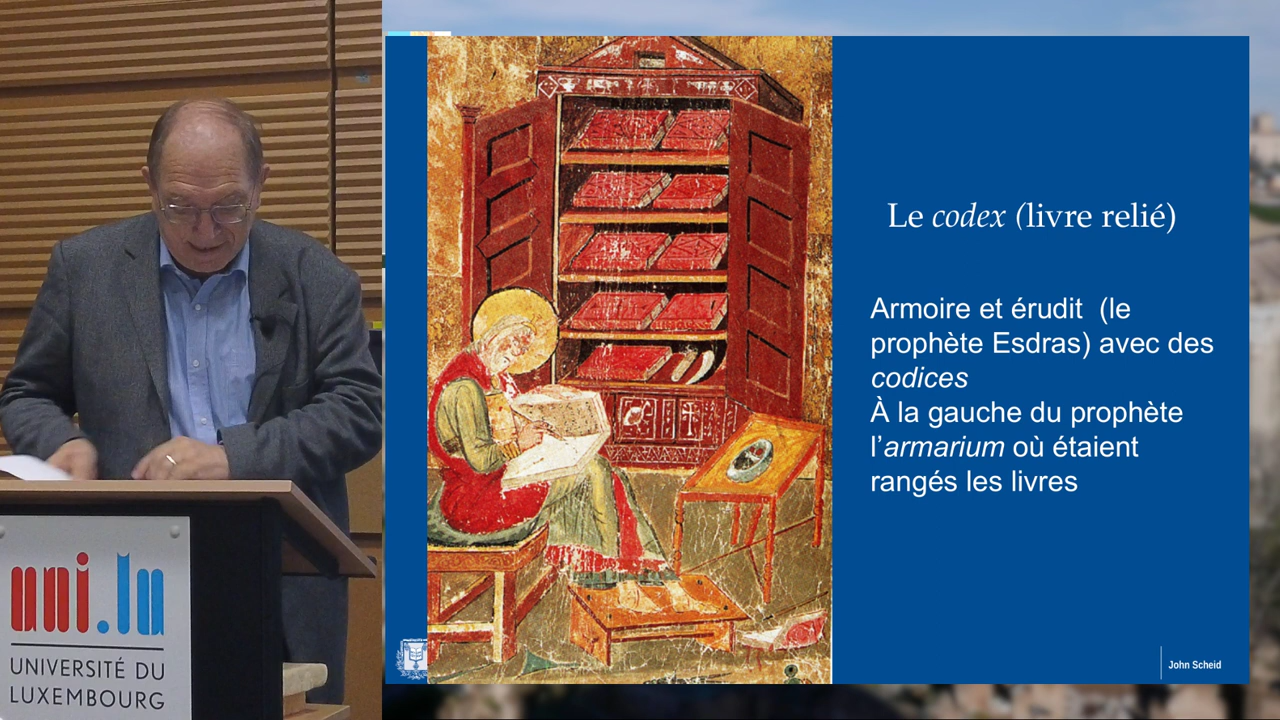 Le codex (livre relié)
Armoire et érudit (le
prophète Esdras) avec des
codices
À la gauche du prophète
l’armarium où étaient
rangés les livres
John Scheid
uni.lu
UNIVERSITÉ DU
LUXEMBOURG